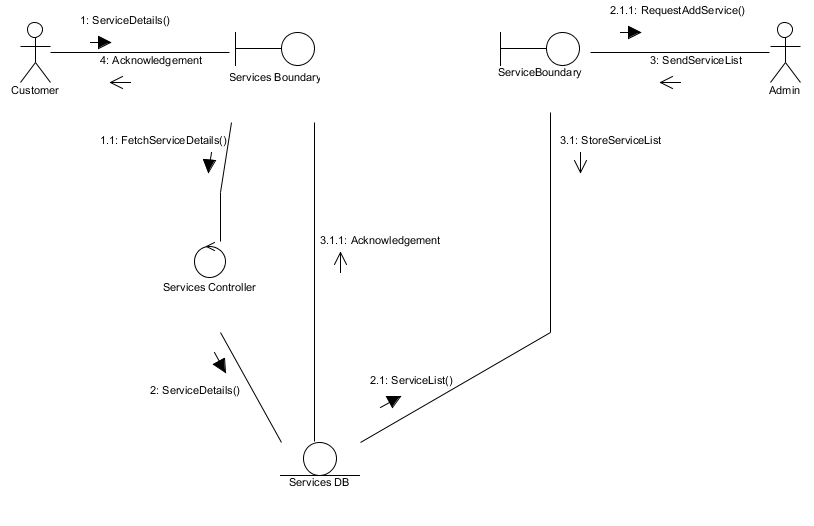 2.1.1: RequestAddService()
1: ServiceDetails()
4: Acknowledgement
3: SendServiceList
Services Boundary
ServiceBoundary
Customer
Admin
1.1: FetchServiceDetails()
3.1: StoreServiceList
3.1.1: Acknowledgement
Services Controller
2.1: ServiceList()
2: ServiceDetails()
Services DB